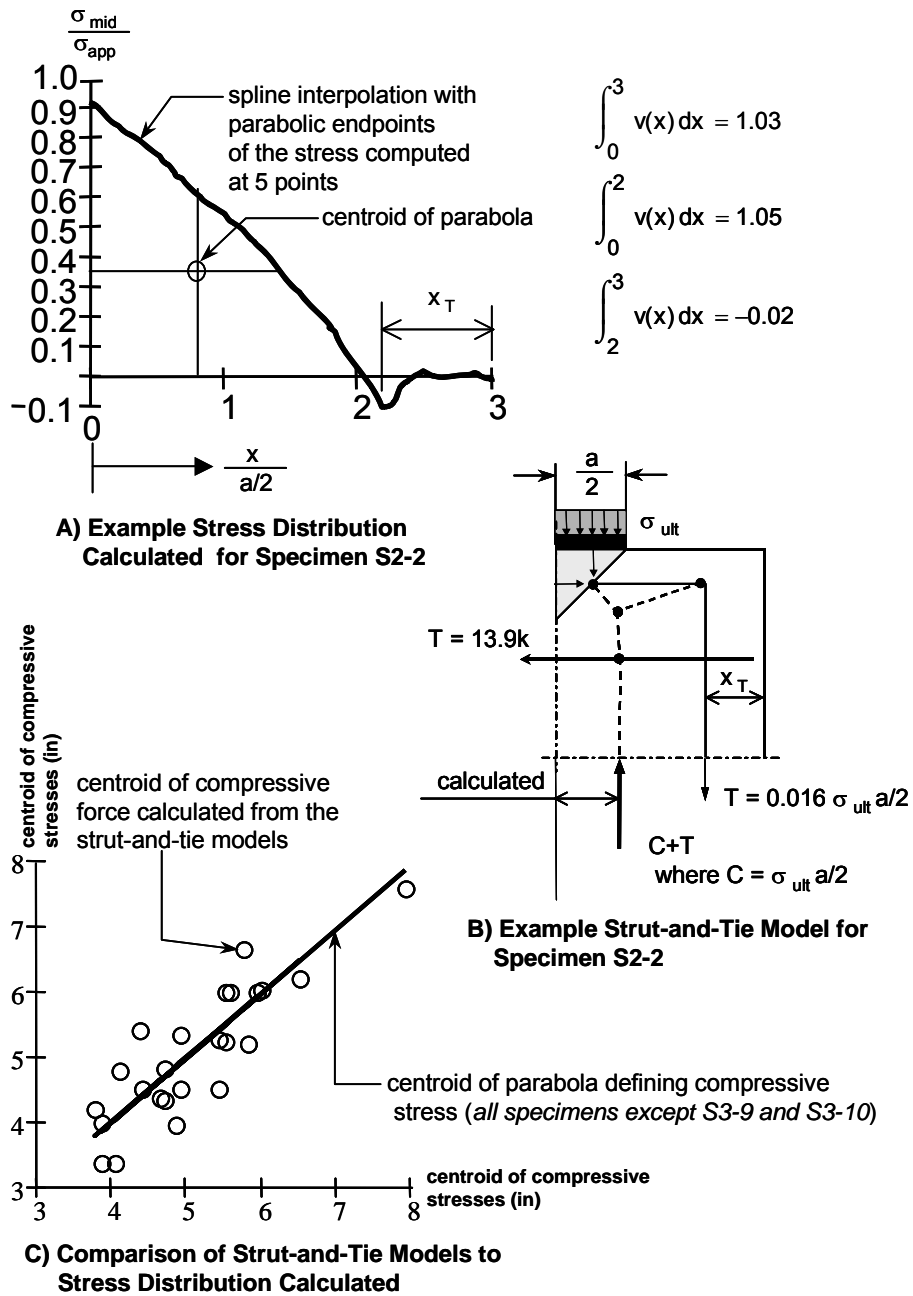 σ mid
σapp
1.0
0.9
0.8
0.7
0.6
0.5
0.4
0.3
0.2
0.1
−0.1
0
1
2
3
spline interpolation with
parabolic endpoints
of the stress computed
at 5 points
centroid of parabola
x T
x
a/2
∫₀³ v(x) dx = 1.03
∫₀² v(x) dx = 1.05
∫₂³ v(x) dx = −0.02
A) Example Stress Distribution
Calculated for Specimen S2-2
a
2
σ ult
T = 13.9k
x T
calculated
T = 0.016 σ ult a/2
C+T
where C = σ ult a/2
B) Example Strut-and-Tie Model for
Specimen S2-2
centroid of compressive
stresses (in)
centroid of compressive
force calculated from the
strut-and-tie models
8
7
6
5
4
3
3
4
5
6
7
8
centroid of parabola defining compressive
stress (all specimens except S3-9 and S3-10)
centroid of compressive
stresses (in)
C) Comparison of Strut-and-Tie Models to
Stress Distribution Calculated